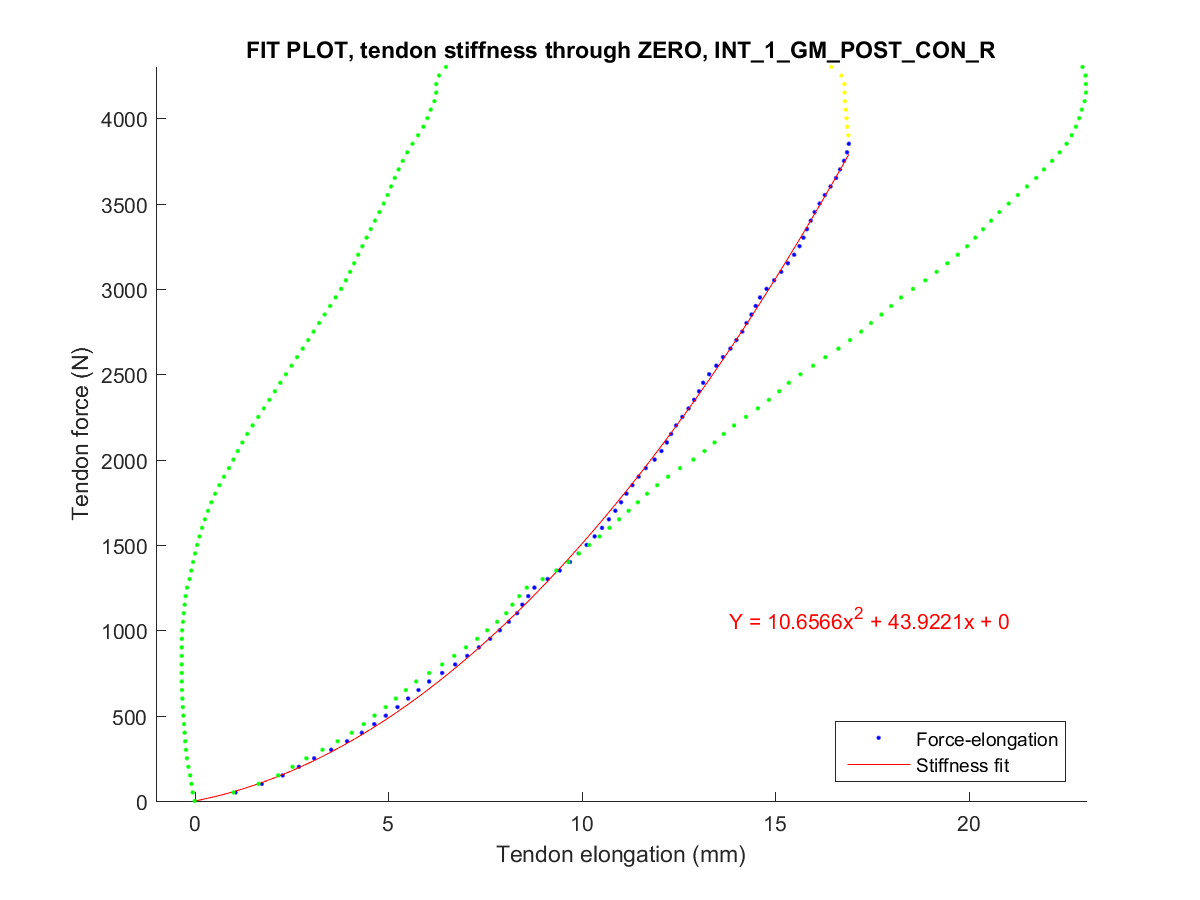 FIT PLOT, tendon stiffness through ZERO, INT_1_GM_POST_CON_R
4000
3500
3000
2500
2000
1500
1000
500
0
Tendon force (N)
Y = 10.6566x² + 43.9221x + 0
Force-elongation
Stiffness fit
0 5 10 15 20
Tendon elongation (mm)